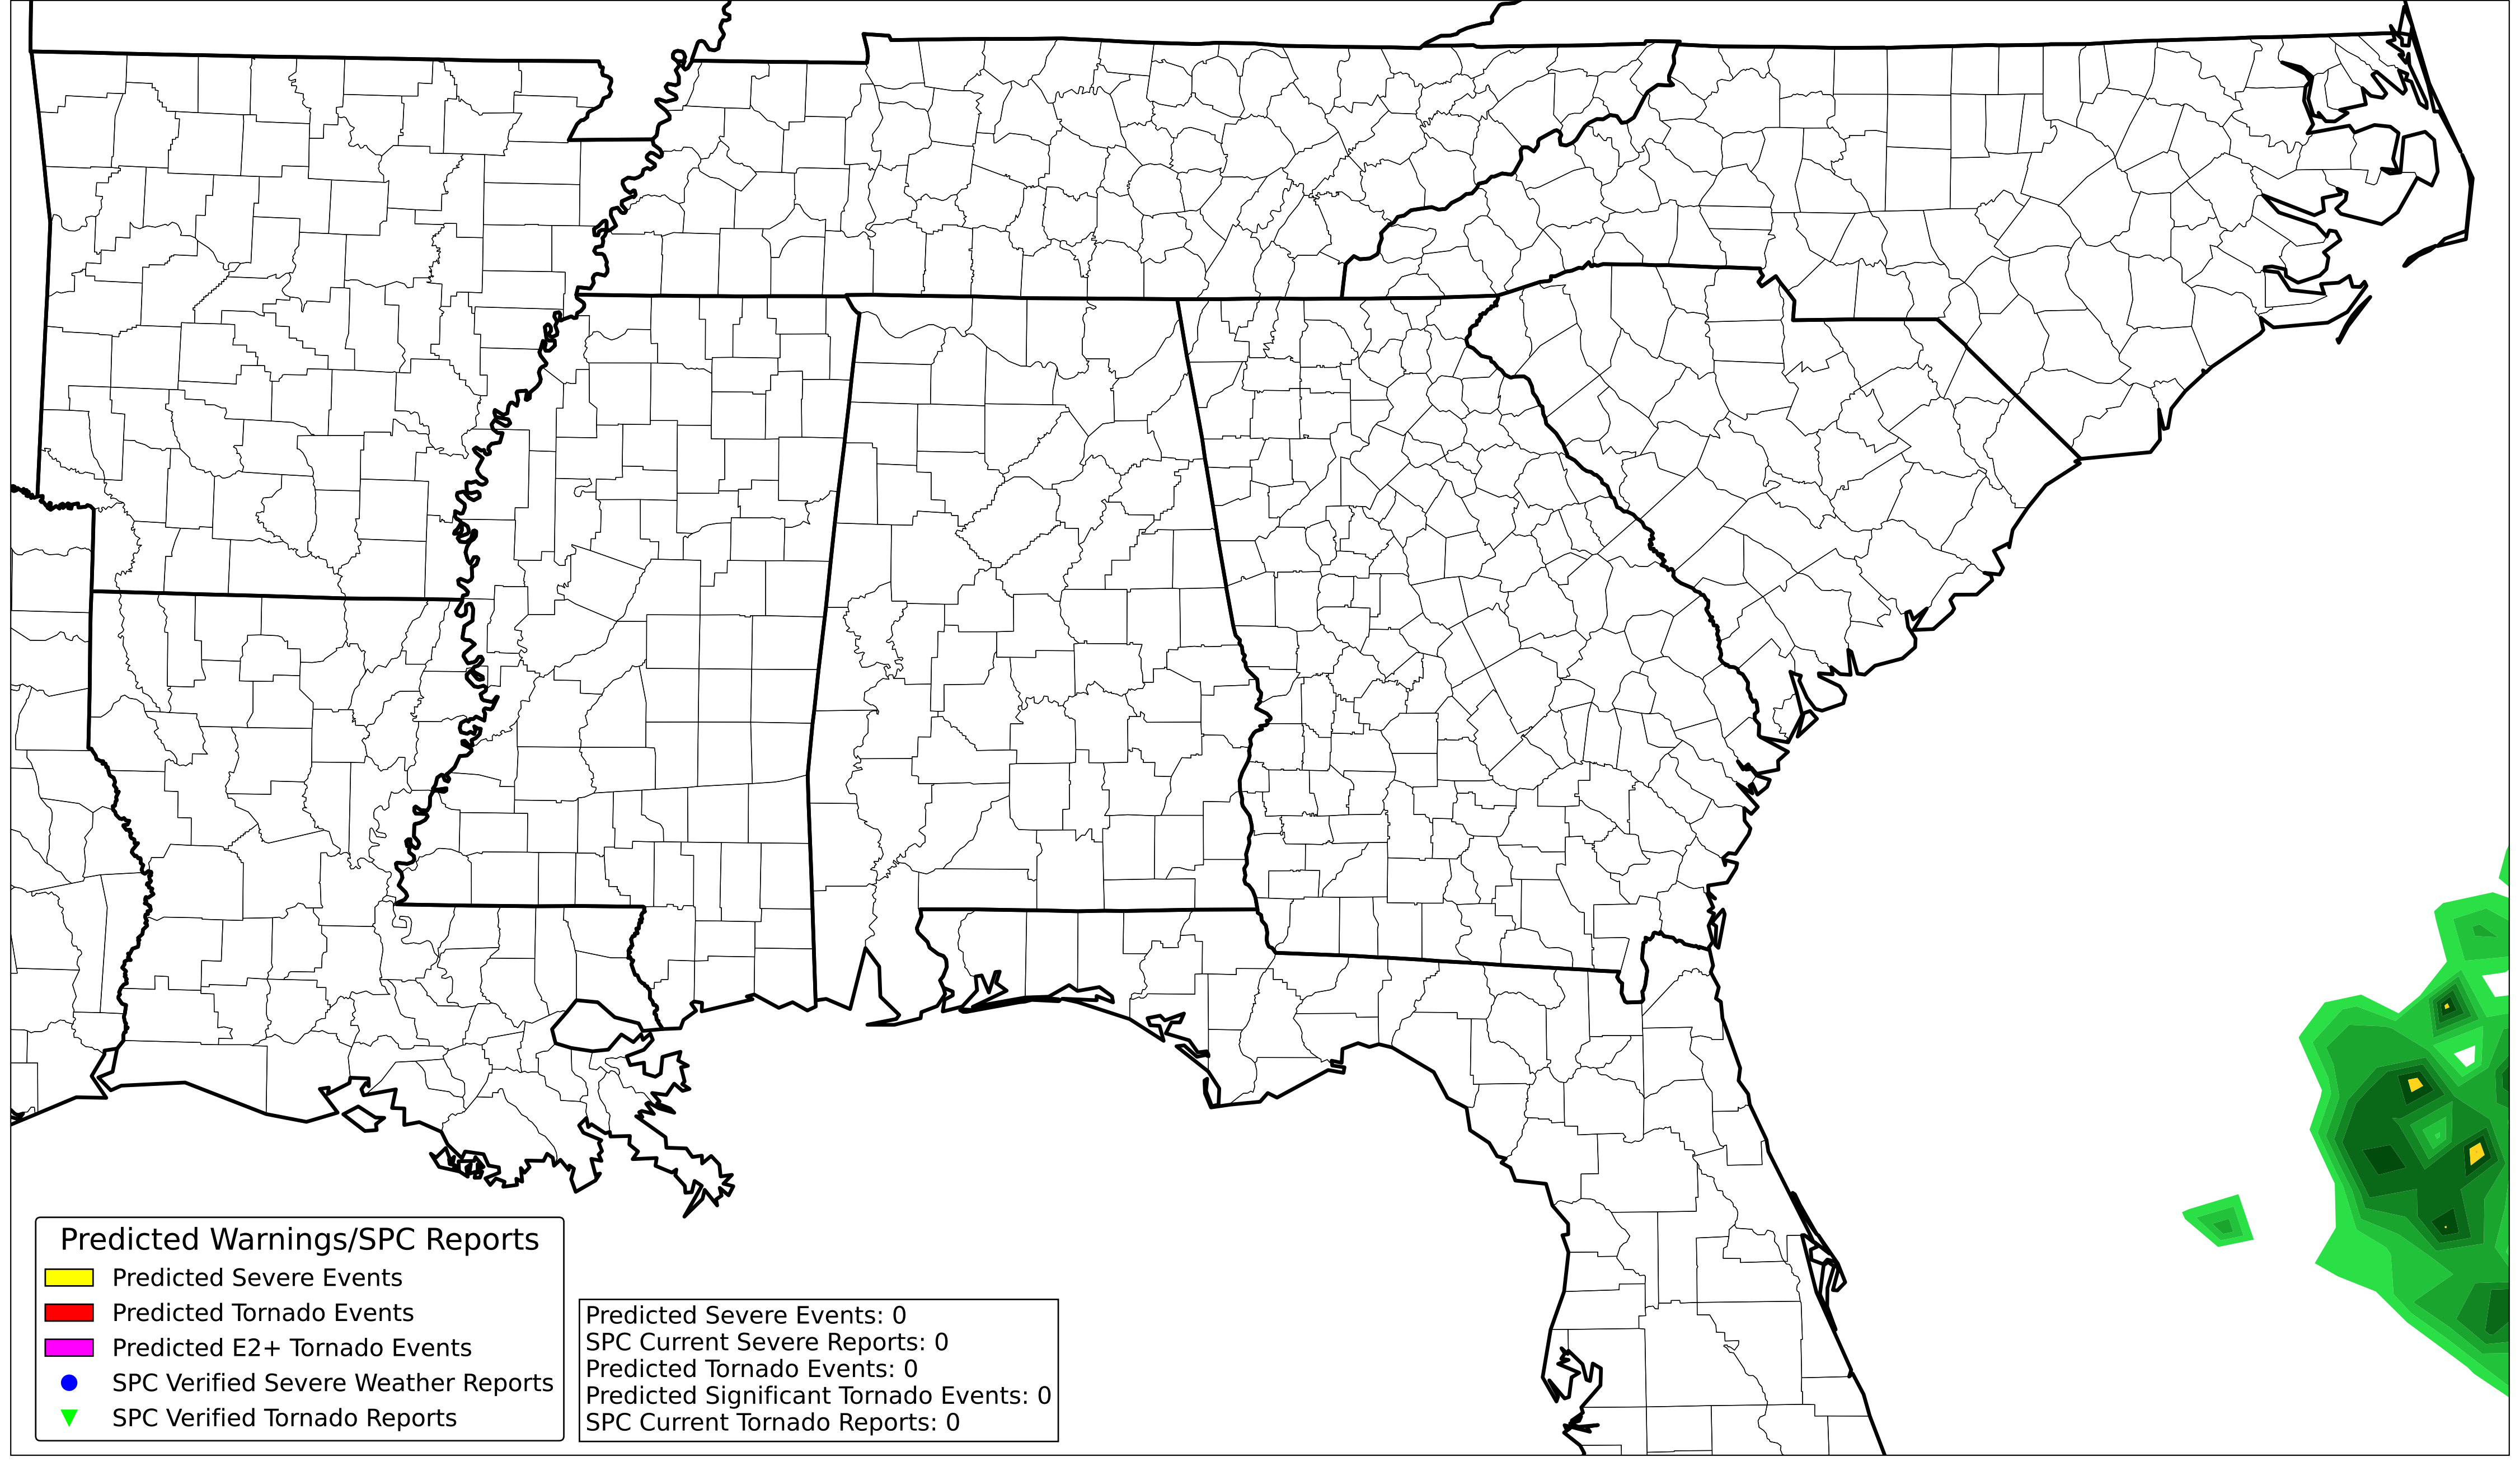 Predicted Warnings/SPC Reports
Predicted Severe Events
Predicted Tornado Events
Predicted E2+ Tornado Events
SPC Verified Severe Weather Reports
SPC Verified Tornado Reports
Predicted Severe Events: 0
SPC Current Severe Reports: 0
Predicted Tornado Events: 0
Predicted Significant Tornado Events: 0
SPC Current Tornado Reports: 0